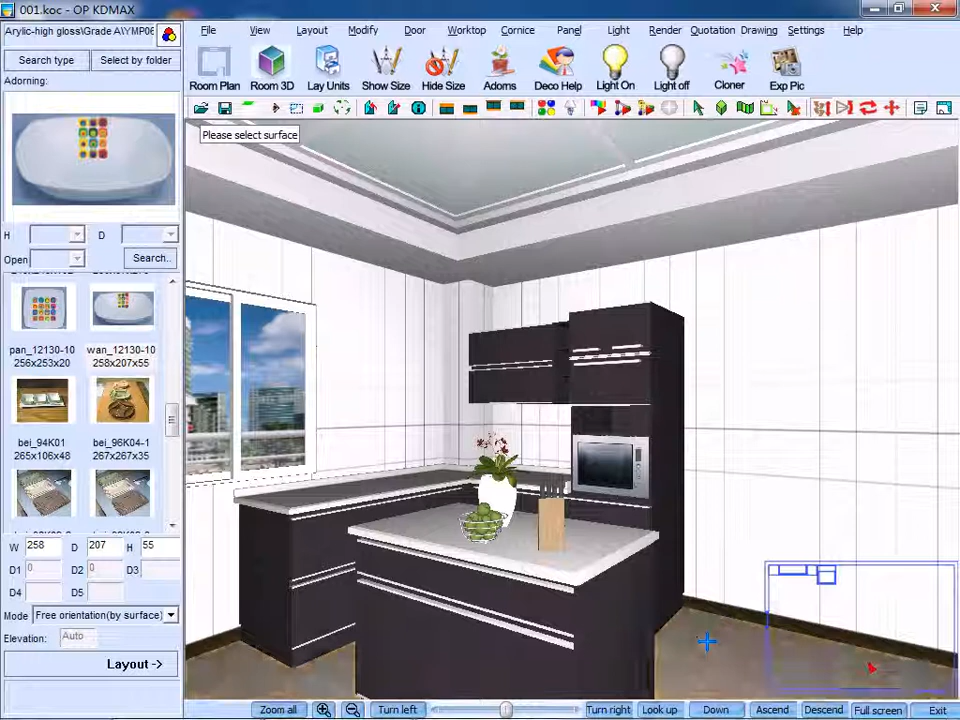 001.koc - OP KDMAX
Arylic-high gloss\Grade A\YMP06
File View Layout Modify Door Worktop Cornice Panel Light Render Quotation Drawing Settings Help
Search type Select by folder
Room Plan Room 3D Lay Units Show Size Hide Size Adorns Deco Help Light On Light off Cloner Exp Pic
Adorning:
Please select surface
H D
Open Search..
pan_12130-10 wan_12130-10
256x253x20 258x207x55
bei_94K01 bei_96K04-1
265x106x48 267x267x35
W 258 D 207 H 55
D1 0 D2 0 D3
D4 D5
Mode Free orientation(by surface)
Elevation: Auto
Layout ->
Zoom all Turn left Turn right Look up Down Ascend Descend Full screen Exit